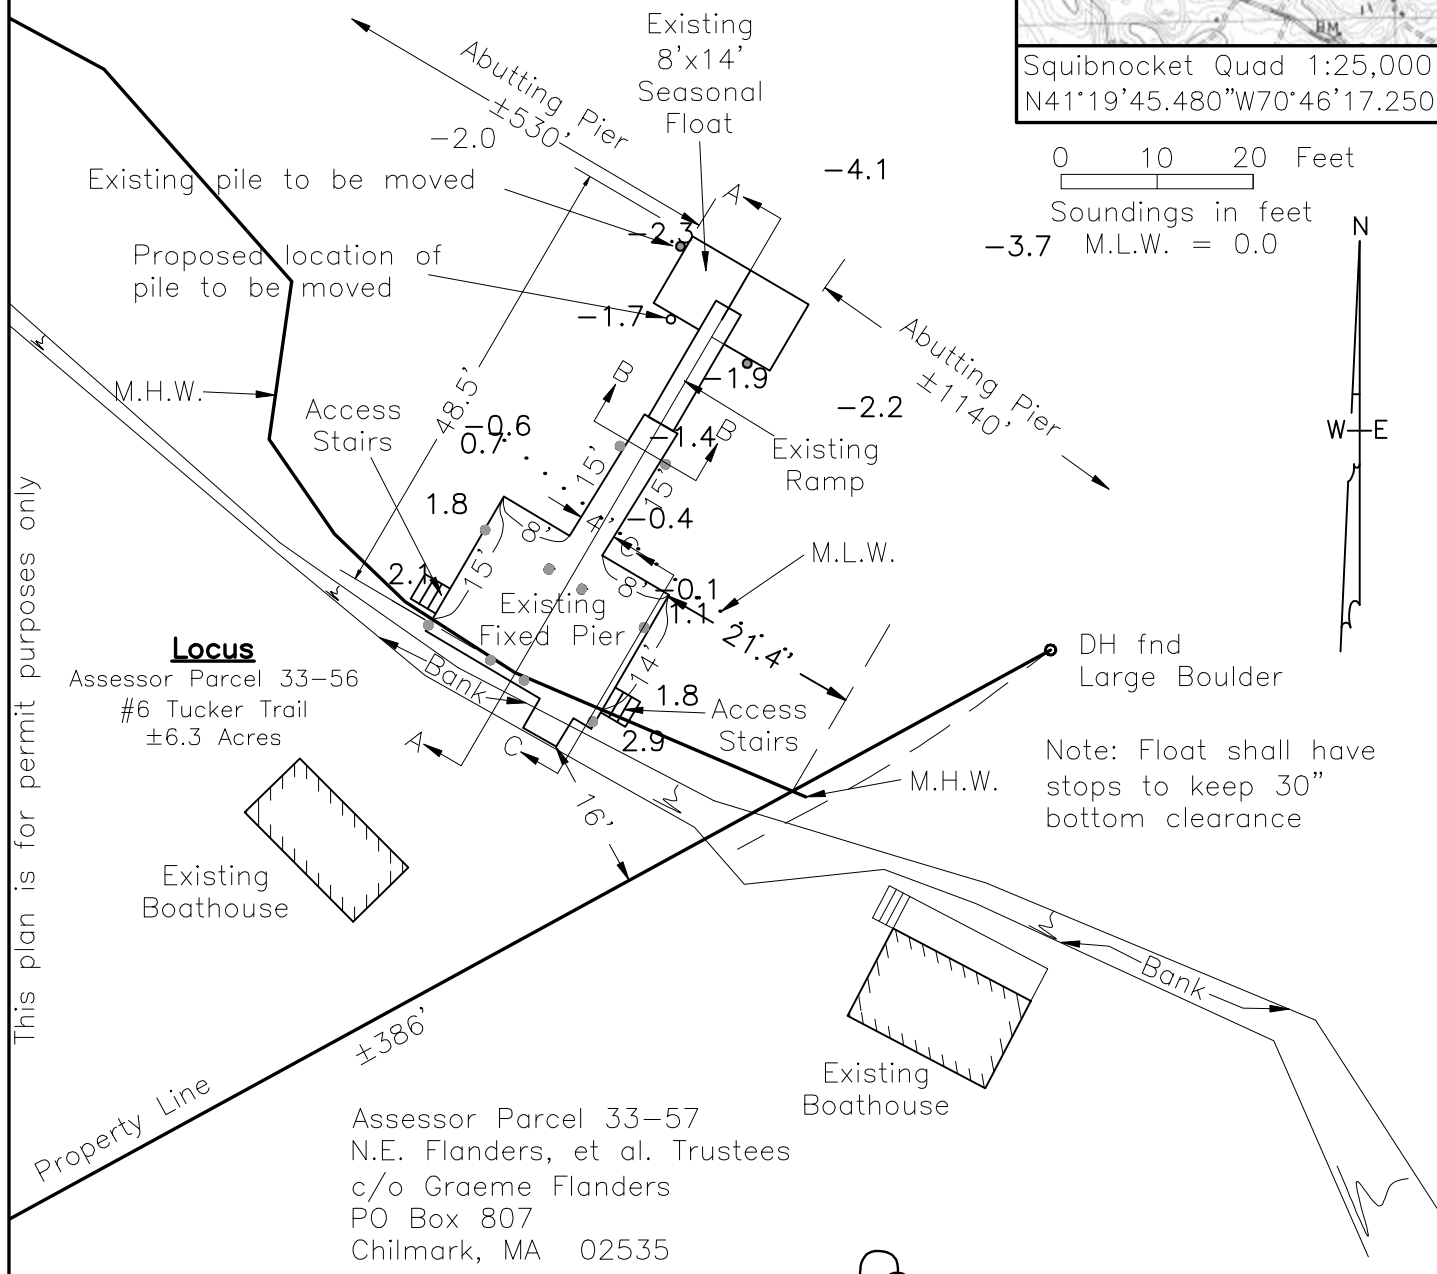 Existing
8'x14'
Seasonal
Float
Abutting Pier
±530'
-2.0
-4.1
BM
Squibnocket Quad 1:25,000
N41°19'45.480"W70°46'17.250
0 10 20 Feet
Soundings in feet
M.L.W. = 0.0
-3.7
N
W E
Existing pile to be moved
A
-2.3
Proposed location of
pile to be moved
-1.7
M.H.W.
48.5'
B
-1.9
Abutting Pier
±1140'
-2.2
Access
Stairs
-0.6
0.7
-1.4
B
Existing
Ramp
15'
15'
1.8
8'
4'
-0.4
C
M.L.W.
2.1
15'
8'
-0.1
1.1
Existing
Fixed Pier
21.4'
14'
DH fnd
Large Boulder
Locus
Assessor Parcel 33-56
#6 Tucker Trail
±6.3 Acres
Bank
1.8
Access
Stairs
2.9
A
C
Note: Float shall have
stops to keep 30"
bottom clearance
M.H.W.
16'
Existing
Boathouse
This plan is for permit purposes only
Bank
±386'
Existing
Boathouse
Property Line
Assessor Parcel 33-57
N.E. Flanders, et al. Trustees
c/o Graeme Flanders
PO Box 807
Chilmark, MA 02535